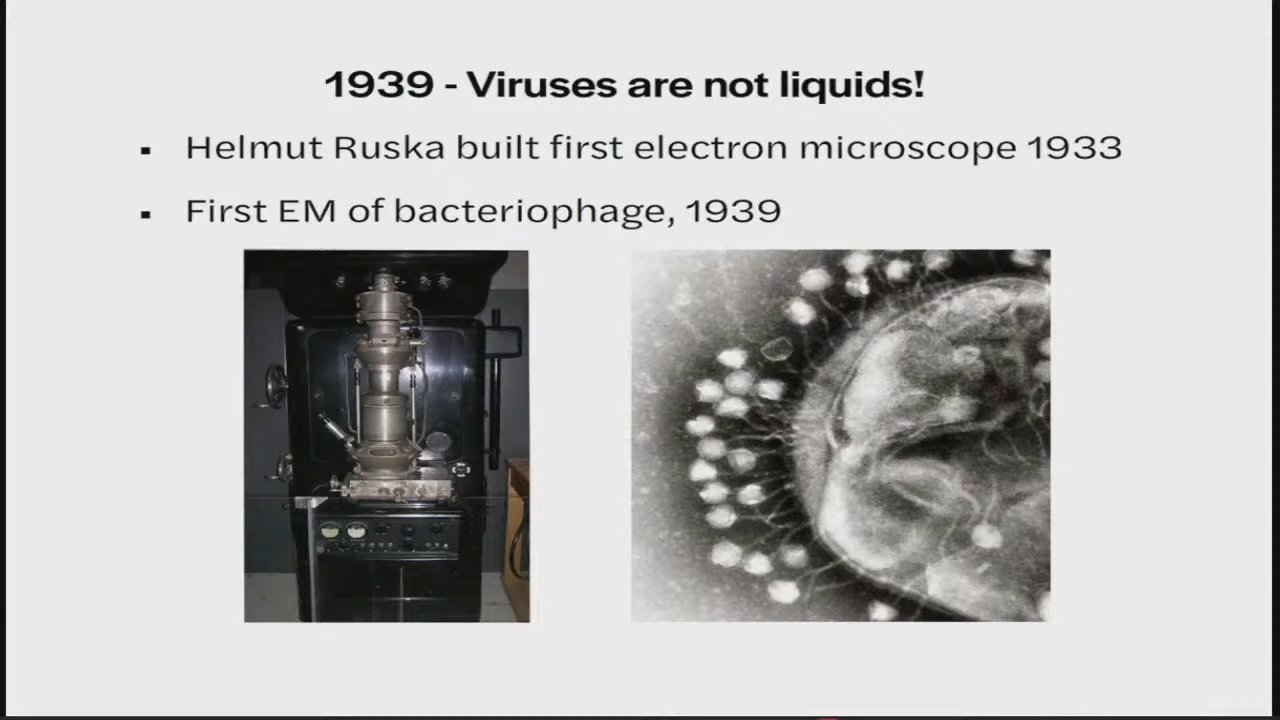 1939 - Viruses are not liquids!
▪ Helmut Ruska built first electron microscope 1933
▪ First EM of bacteriophage, 1939